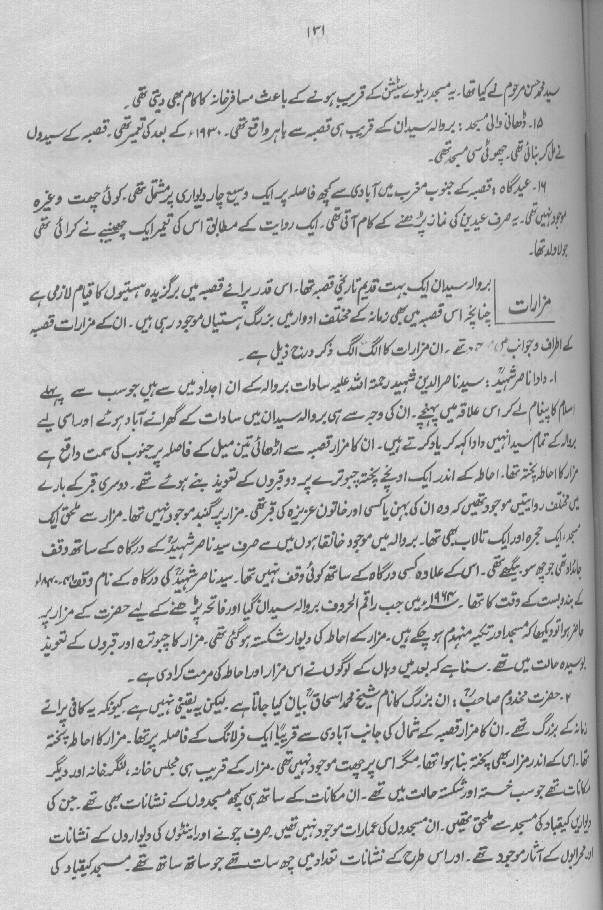 ۱۳۱
سید محمد حسن مرحوم نے کیا تھا۔ یہ مسجد ریلوے سٹیشن کے قریب ہونے کے باعث مسافر خانہ کا کام بھی دیتی تھی۔
۱۵۔ ڈھانی والی مسجد : بروالہ سیدان کے قریب ہی قصبہ سے باہر واقع تھی۔ ۱۹۳۰ء کے بعد کی تعمیر تھی۔ قصبہ کے سیدوں
نے مل کر بنائی تھی۔ چھوٹی سی مسجد تھی۔
۱۶۔ عیدگاہ : قصبہ کے جنوب مغرب میں آبادی سے کچھ فاصلہ پر ایک وسیع چار دیواری پر مشتمل تھی۔ کوئی چھت وغیرہ
موجود نہیں تھی۔ یہ صرف عیدین کی نماز پڑھنے کے کام آتی تھی۔ ایک روایت کے مطابق اس کی تعمیر ایک چھینپے نے کرائی تھی
جو لاولد تھا۔
مزارات
بروالہ سیدان ایک بہت قدیم تاریخی قصبہ تھا۔ اس قدر پرانے قصبہ میں برگزیدہ ہستیوں کا قیام لازمی ہے
چنانچہ اس قصبہ میں بھی زمانہ کے مختلف ادوار میں بزرگ ہستیاں موجود رہی ہیں۔ ان کے مزارات قصبہ
کے اطراف و جوانب میں تھے۔ ان مزارات کا الگ الگ ذکر درج ذیل ہے۔
۱۔ دادا ناصر شہیدؒ : سید ناصر الدین شہید رحمتہ اللہ علیہ سادات بروالہ کے ان اجداد میں سے ہیں جو سب سے پہلے
اسلام کا پیغام لے کر اس علاقہ میں پہنچے۔ ان کی وجہ سے ہی بروالہ سیدان میں سادات کے گھرانے آباد ہوئے اور اسی لیے
بروالہ کے تمام سید انہیں دادا کہہ کر یاد کرتے ہیں۔ ان کا مزار قصبہ سے اڑھائی تین میل کے فاصلہ پر جنوب کی سمت واقع ہے
مزار کا احاطہ پختہ تھا۔ احاطہ کے اندر ایک اونچے پختہ چبوترے پر دو قبروں کے تعویذ بنے ہوئے تھے۔ دوسری قبر کے بارے
میں مختلف روایتیں موجود تھیں کہ وہ ان کی بہن یا کسی اور خاتون عزیزہ کی قبر تھی۔ مزار پر گنبد موجود نہیں تھا۔ مزار سے ملحق ایک
مسجد، ایک حجرہ اور ایک تالاب بھی تھا۔ بروالہ میں موجود خانقاہوں میں سے صرف سید ناصر شہیدؒ کے درگاہ کے ساتھ وقف
جائداد تھی جو چھ سو بیگھے تھی۔ اس کے علاوہ کسی درگاہ کے ساتھ کوئی وقف نہیں تھا۔ سید ناصر شہیدؒ کی درگاہ کے نام وقف
کے بندوبست کے وقت کا تھا۔ ۱۹۶۴ء میں جب راقم الحروف بروالہ سیدان گیا اور فاتحہ پڑھنے کے لیے حضرت کے مزار پر
حاضر ہوا تو دیکھا کہ مسجد اور تکیہ منہدم ہو چکے ہیں۔ مزار کے احاطہ کی دیوار شکستہ ہو گئی تھی۔ مزار کا چبوترہ اور قبروں کے تعویذ
بوسیدہ حالت میں تھے۔ سنا ہے کہ بعد میں وہاں کے لوگوں نے اس مزار اور احاطہ کی مرمت کرا دی ہے۔
۲۔ حضرت مخدوم صاحبؒ : ان بزرگ کا نام شیخ محمد اسحاقؒ بیان کیا جاتا ہے۔ لیکن یہ یقینی نہیں ہے۔ کیونکہ یہ کافی پرانے
زمانہ کے بزرگ تھے۔ ان کا مزار قصبہ کے شمال کی جانب آبادی سے قریباً ایک فرلانگ کے فاصلہ پر تھا۔ مزار کا احاطہ پختہ
تھا۔ اس کے اندر مزار بھی پختہ بنا ہوا تھا۔ مگر اس پر چھت موجود نہیں تھی۔ مزار کے قریب ہی مجلس خانہ، لنگر خانہ اور دیگر
مکانات تھے جو سب خستہ اور شکستہ حالت میں تھے۔ ان مکانات کے ساتھ ہی کچھ مسجدوں کے نشانات بھی تھے۔ جن کی
دیواریں کیقباد کی مسجد سے ملحق تھیں۔ ان مسجدوں کی عمارات موجود نہیں تھیں صرف چونے اور اینٹوں کی دیواروں کے نشانات
اور محرابوں کے آثار موجود تھے۔ اور اس طرح کے نشانات تعداد میں چھ سات تھے جو ساتھ ساتھ تھے۔ مسجد کیقباد کی